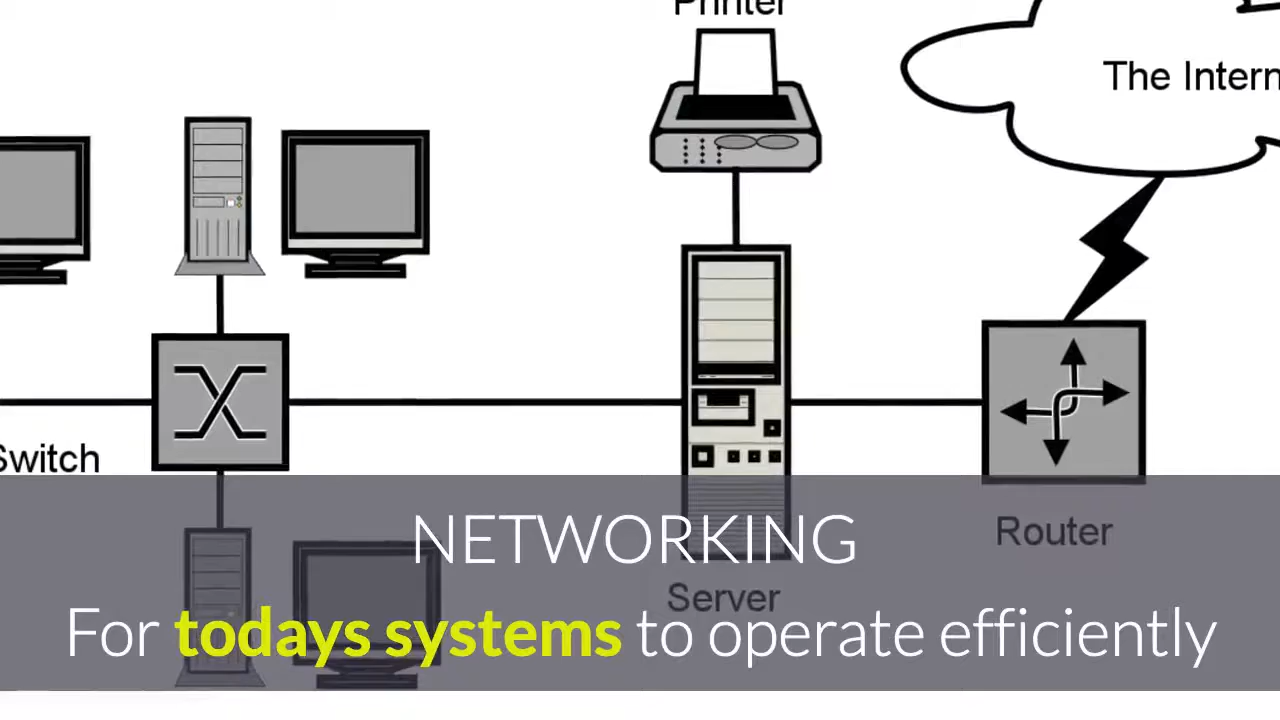 Printer
The Intern
Switch
Router
NETWORKING
Server
For todays systems to operate efficiently